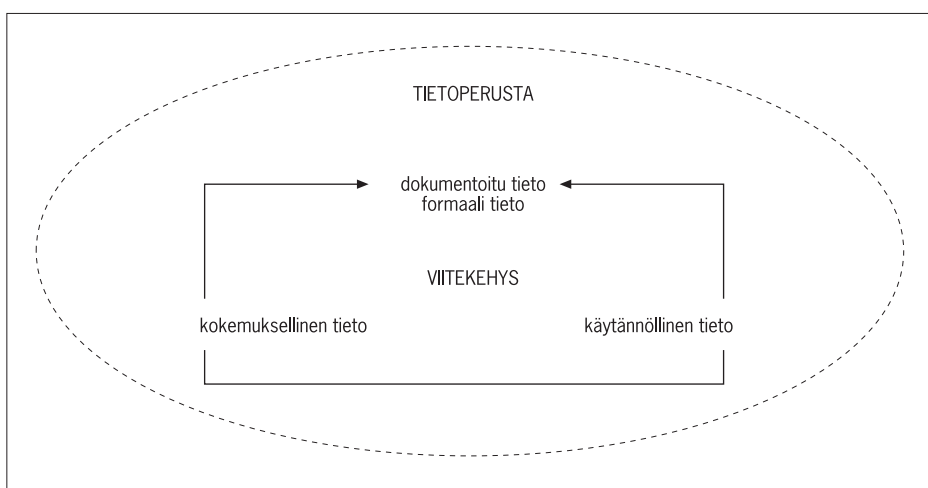 TIETOPERUSTA
dokumentoitu tieto
formaali tieto
VIITEKEHYS
kokemuksellinen tieto
käytännöllinen tieto